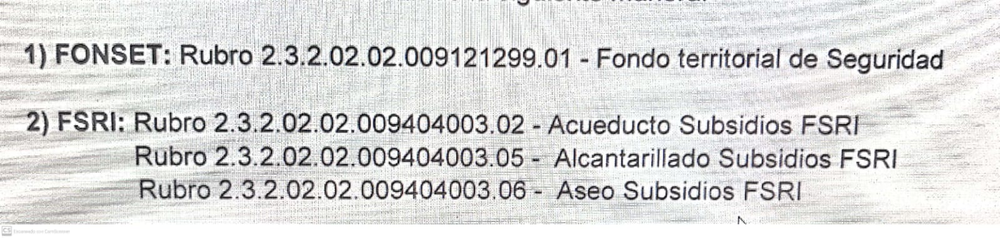 1) FONSET: Rubro 2.3.2.02.02.009121299.01 - Fondo territorial de Seguridad
2) FSRI: Rubro 2.3.2.02.02.009404003.02 - Acueducto Subsidios FSRI
Rubro 2.3.2.02.02.009404003.05 - Alcantarillado Subsidios FSRI
Rubro 2.3.2.02.02.009404003.06 - Aseo Subsidios FSRI
CS Escaneado con CamScanner